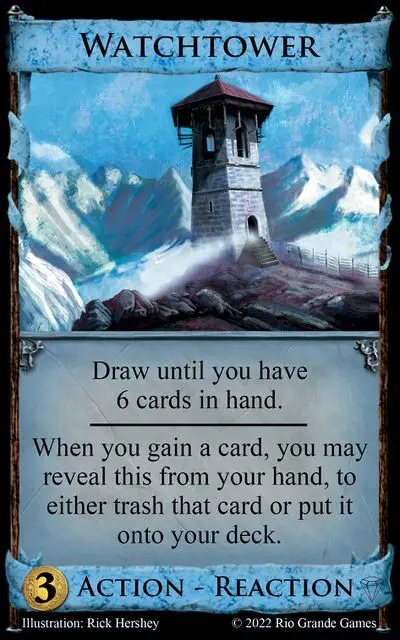 WATCHTOWER
Draw until you have
6 cards in hand.
When you gain a card, you may
reveal this from your hand, to
either trash that card or put it
onto your deck.
3 ACTION - REACTION
Illustration: Rick Hershey © 2022 Rio Grande Games